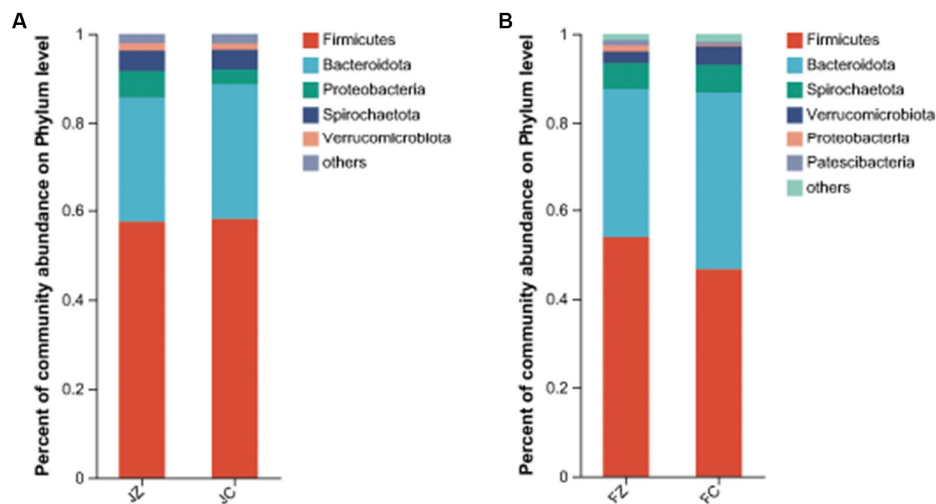 A
Percent of community abundance on Phylum level
1
0.8
0.6
0.4
0.2
0
JZ
JC
Firmicutes
Bacteroidota
Proteobacteria
Spirochaetota
Verrucomicrobiota
others
B
Percent of community abundance on Phylum level
1
0.8
0.6
0.4
0.2
0
FZ
FC
Firmicutes
Bacteroidota
Spirochaetota
Verrucomicrobiota
Proteobacteria
Patescibacteria
others